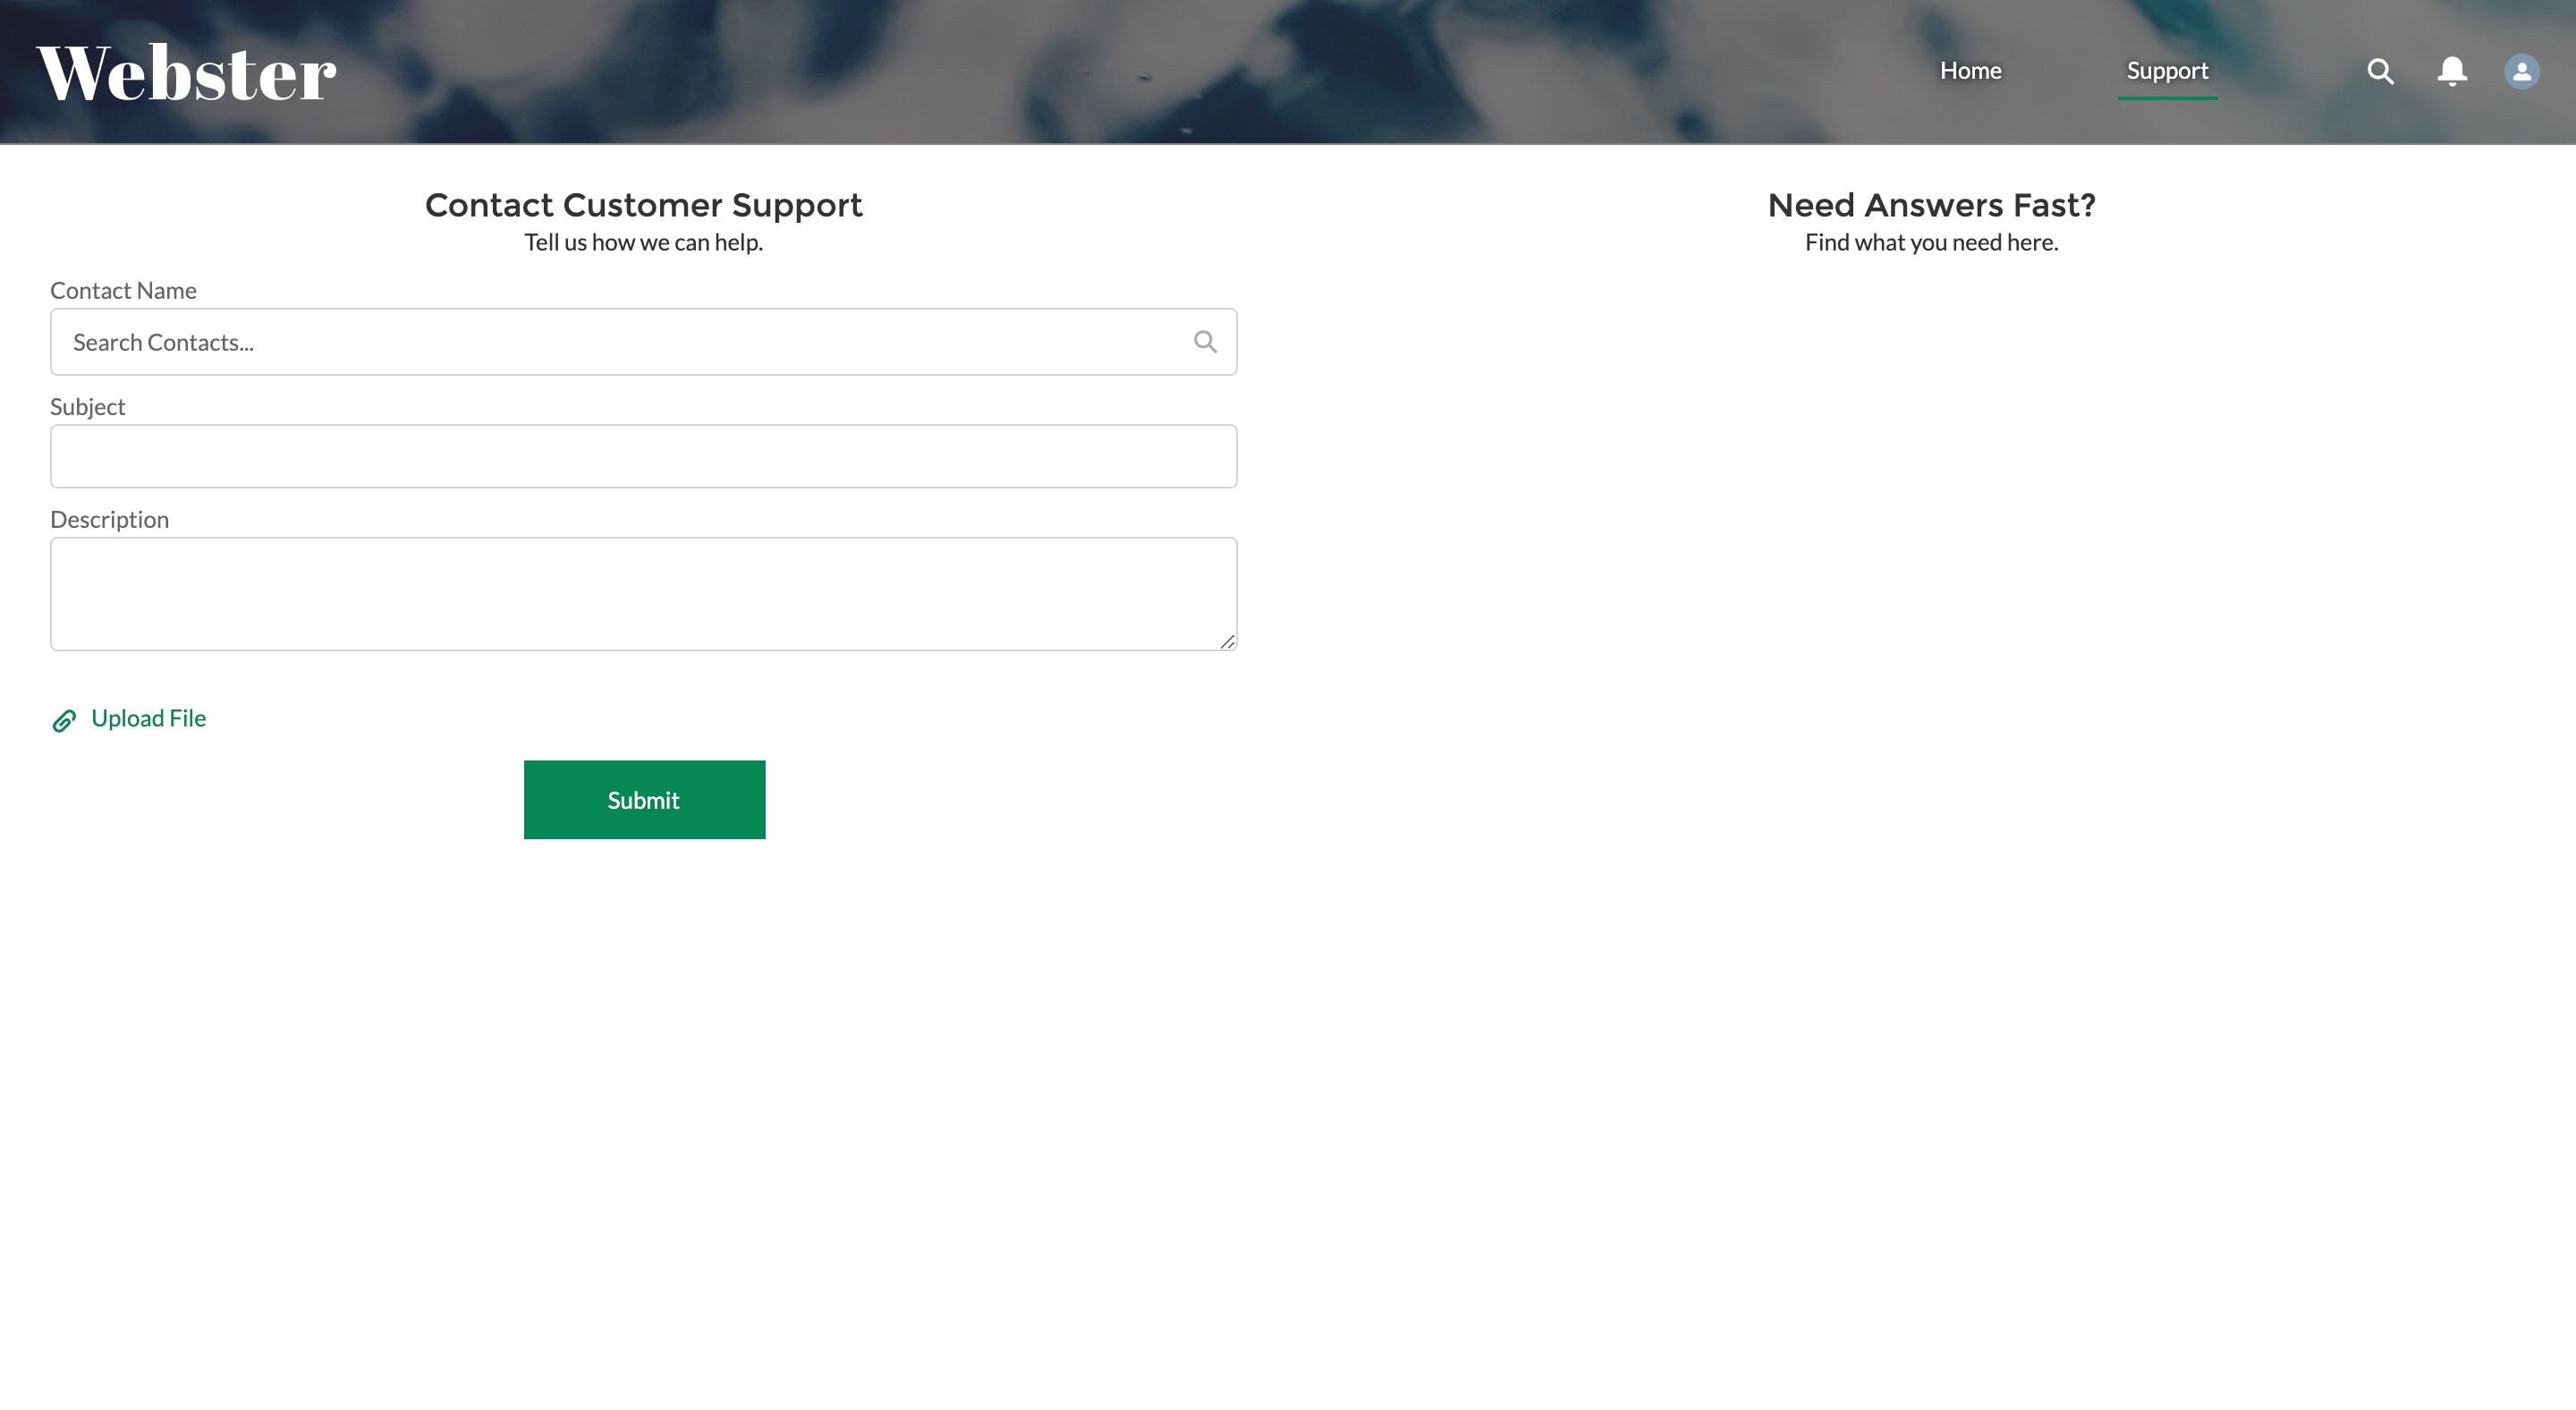 Webster
Home
Support
Contact Customer Support
Tell us how we can help.
Contact Name
Search Contacts...
Subject
Description
Upload File
Submit
Need Answers Fast?
Find what you need here.